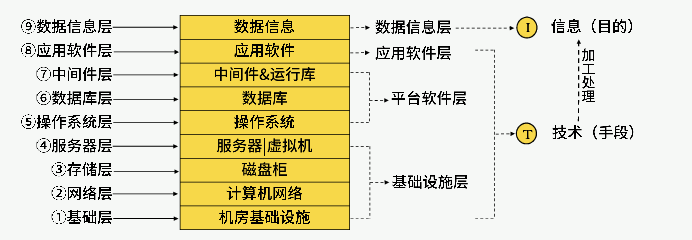 ⑨数据信息层 数据信息 数据信息层 I 信息（目的）
⑧应用软件层 应用软件 应用软件层
⑦中间件层 中间件&运行库
加工处理
⑥数据库层 数据库 平台软件层
⑤操作系统层 操作系统 T 技术（手段）
④服务器层 服务器|虚拟机
③存储层 磁盘柜 基础设施层
②网络层 计算机网络
①基础层 机房基础设施